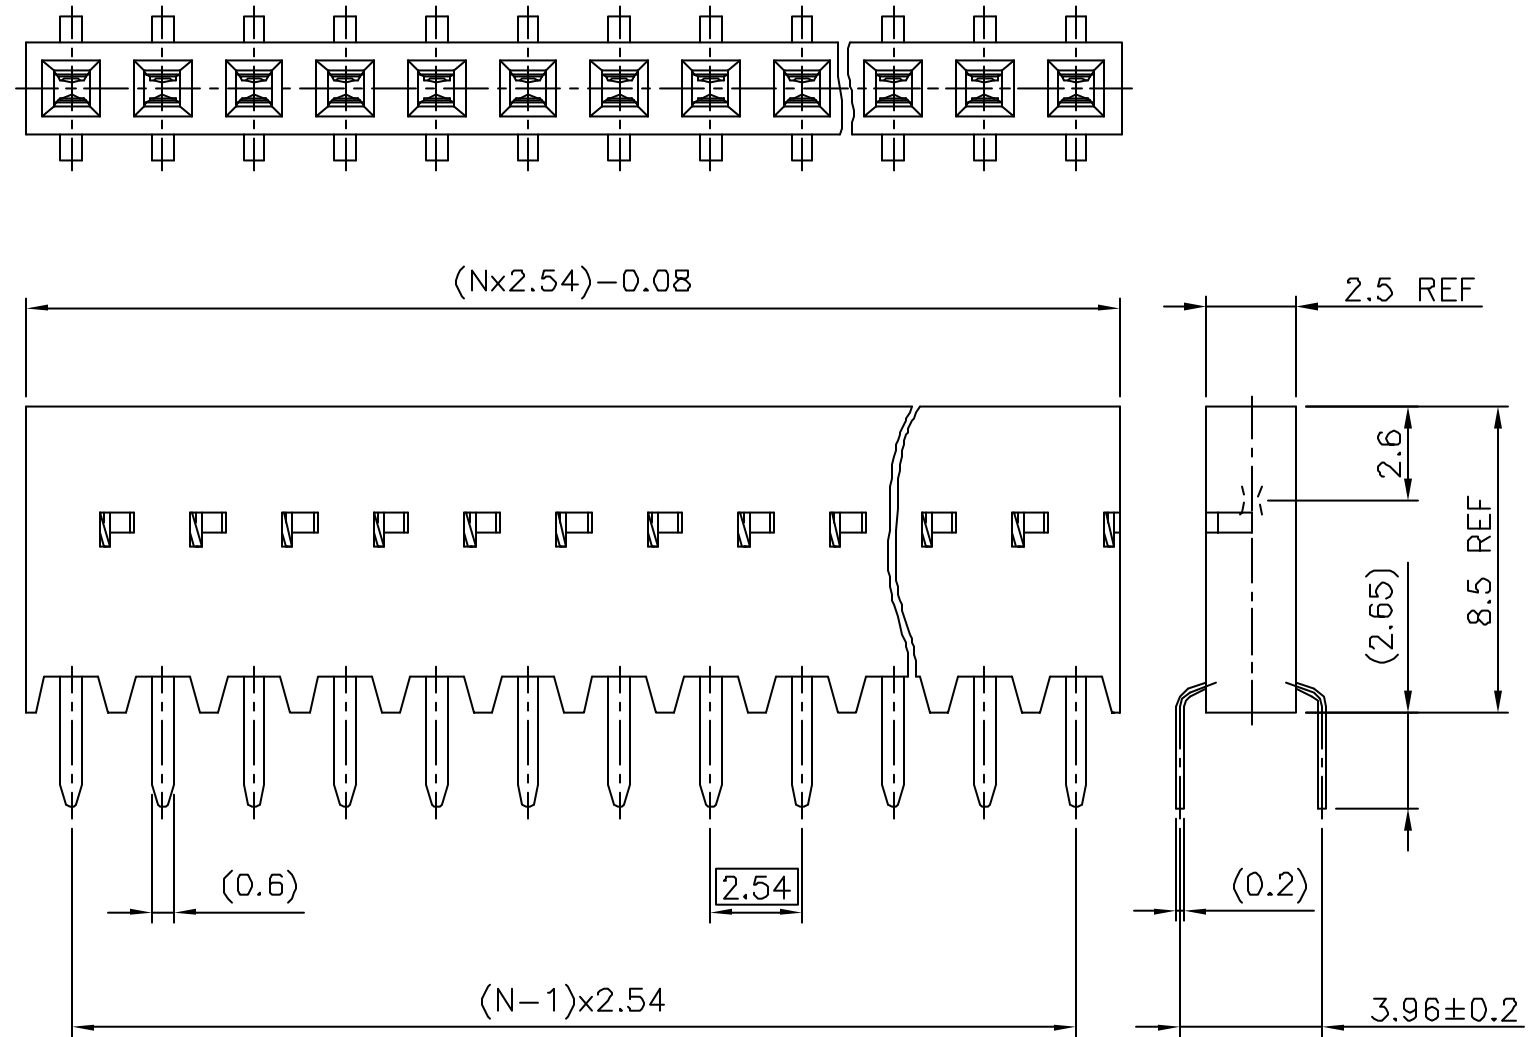 (Nx2.54)-0.08
2.5 REF
2.6
8.5 REF
(2.65)
(0.6)
2.54
(0.2)
(N-1)x2.54
3.96±0.2